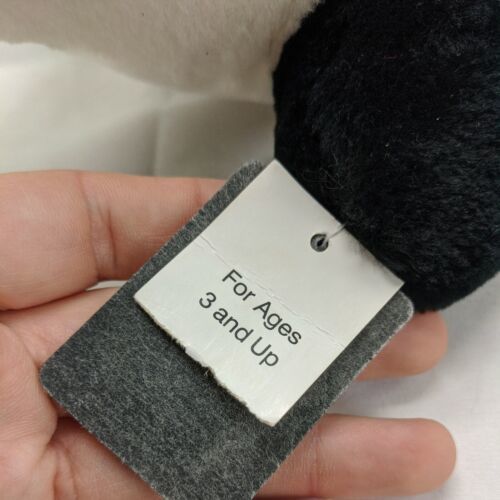 For Ages
3 and Up